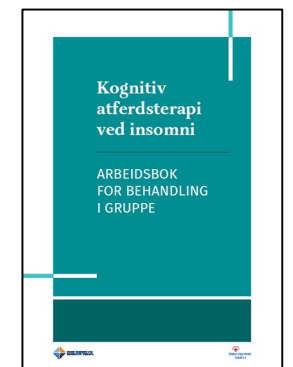 Kognitiv
atferdsterapi
ved insomni
ARBEIDSBOK
FOR BEHANDLING
I GRUPPE